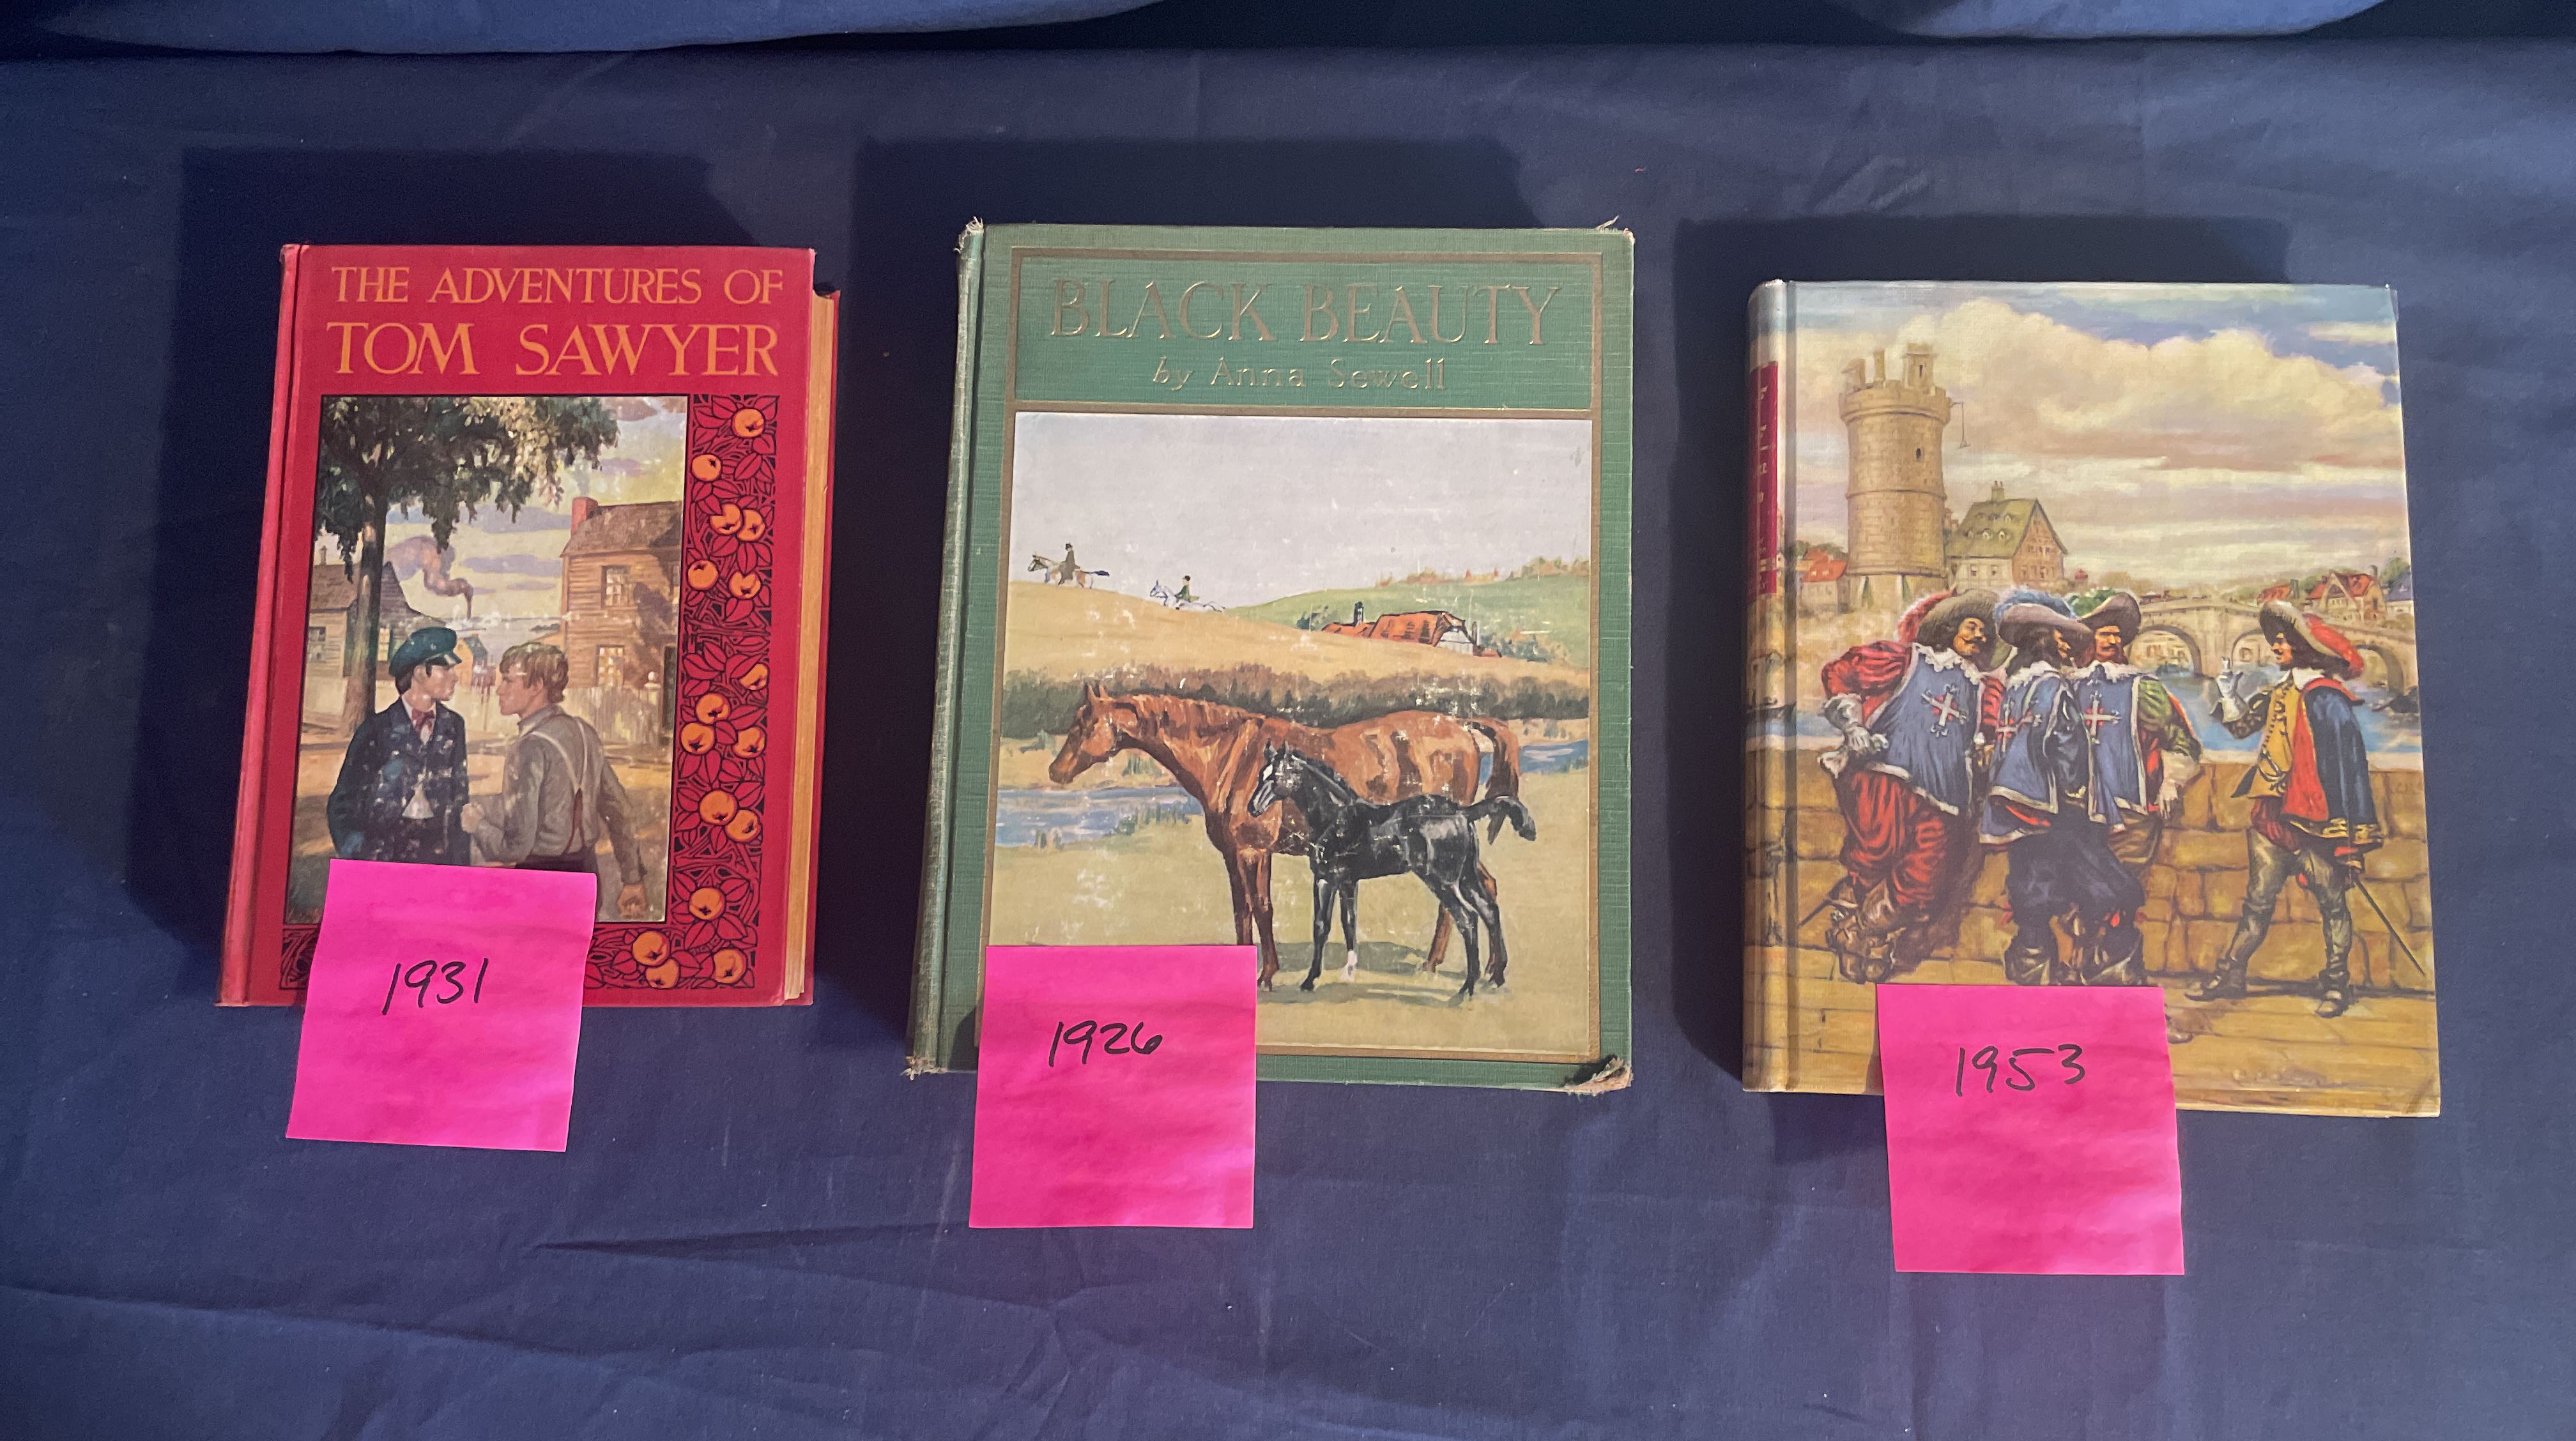 THE ADVENTURES OF
TOM SAWYER
1931
BLACK BEAUTY
by Anna Sewell
1926
1953